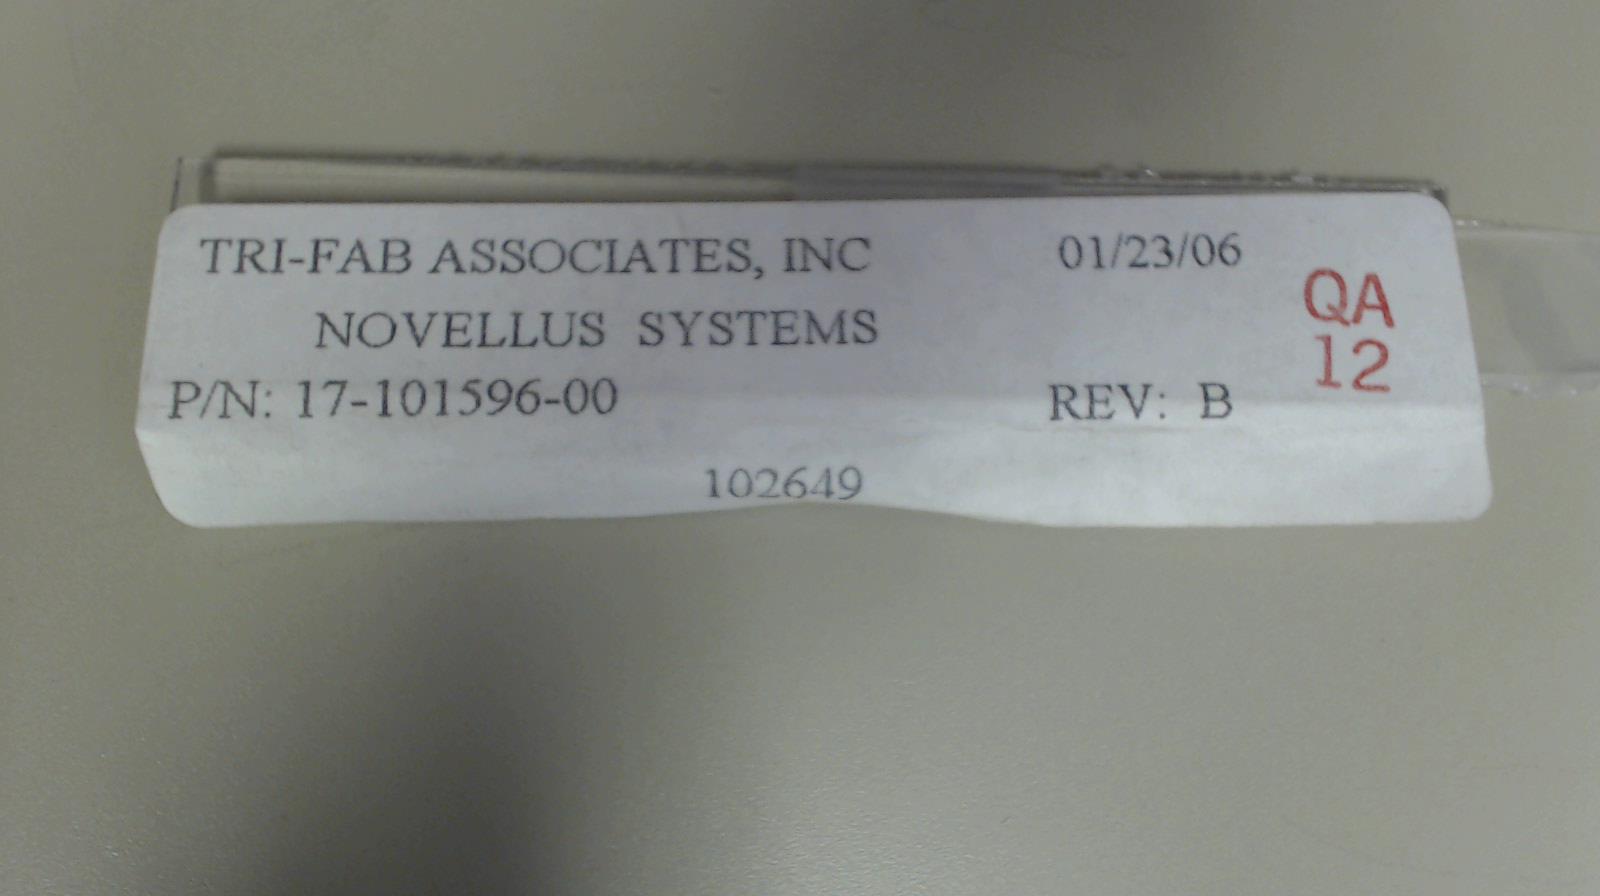 TRI-FAB ASSOCIATES, INC 01/23/06
NOVELLUS SYSTEMS
QA
12
P/N: 17-101596-00 REV: B
102649